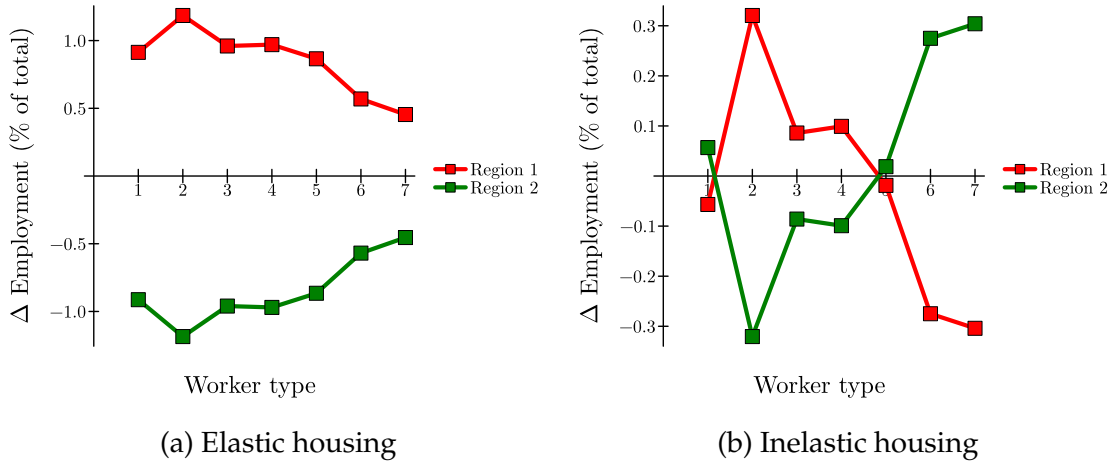 1.0
0.5
−0.5
−1.0
1 2 3 4 5 6 7
Δ Employment (% of total)
Region 1
Region 2
Worker type
(a) Elastic housing
0.3
0.2
0.1
−0.1
−0.2
−0.3
1 2 3 4 5 6 7
Δ Employment (% of total)
Region 1
Region 2
Worker type
(b) Inelastic housing